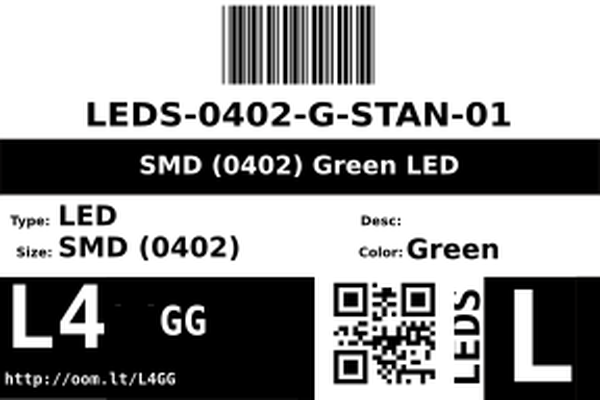 LEDS-0402-G-STAN-01
SMD (0402) Green LED
Type: LED
Desc:
Size: SMD (0402)
Color: Green
L4 GG
http://oom.lt/L4GG
LEDS
L